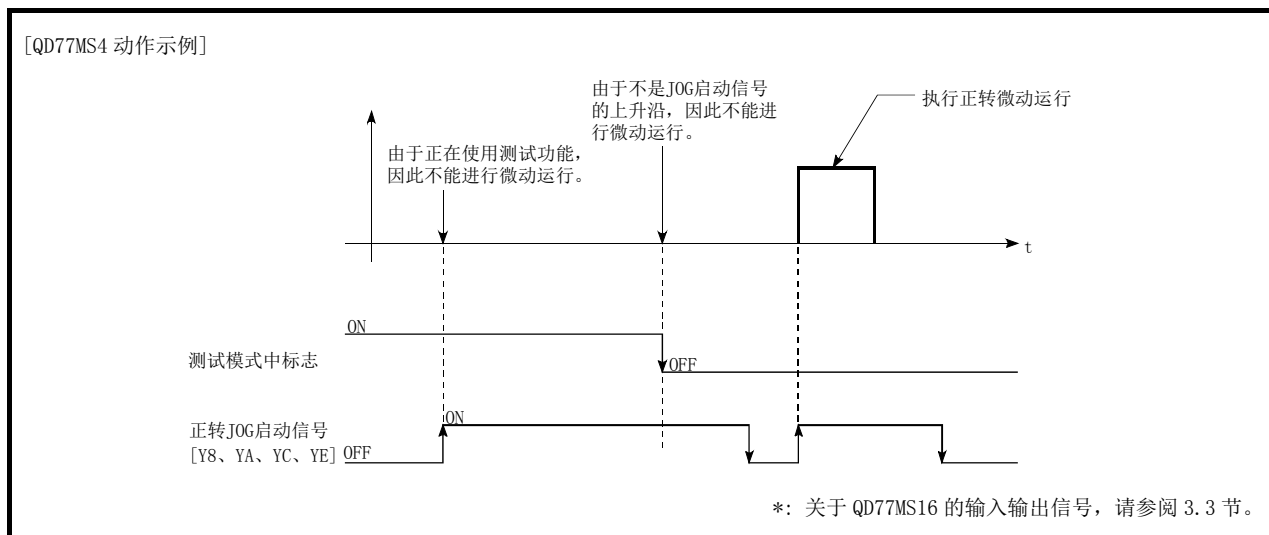 [QD77MS4 动作示例]
由于不是JOG启动信号
的上升沿，因此不能进
行微动运行。
执行正转微动运行
由于正在使用测试功能，
因此不能进行微动运行。
t
ON
测试模式中标志
OFF
正转JOG启动信号
ON
[Y8、YA、YC、YE]
OFF
*: 关于 QD77MS16 的输入输出信号，请参阅 3.3 节。